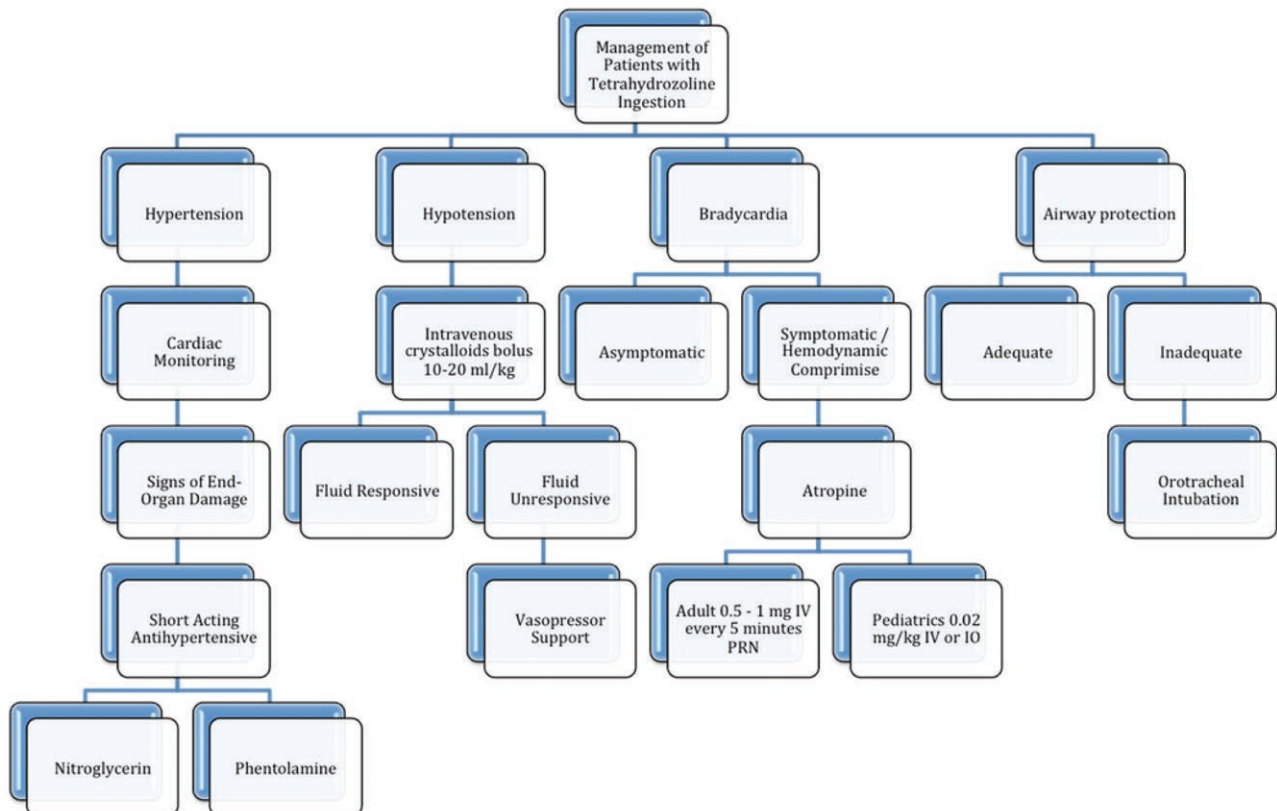 Management of
Patients with
Tetrahydrozoline
Ingestion
Hypertension
Hypotension
Bradycardia
Airway protection
Cardiac
Monitoring
Intravenous
crystalloids bolus
10-20 ml/kg
Asymptomatic
Symptomatic /
Hemodynamic
Comprimise
Adequate
Inadequate
Signs of End-
Organ Damage
Fluid Responsive
Fluid
Unresponsive
Atropine
Orotracheal
Intubation
Short Acting
Antihypertensive
Vasopressor
Support
Adult 0.5 - 1 mg IV
every 5 minutes
PRN
Pediatrics 0.02
mg/kg IV or IO
Nitroglycerin
Phentolamine